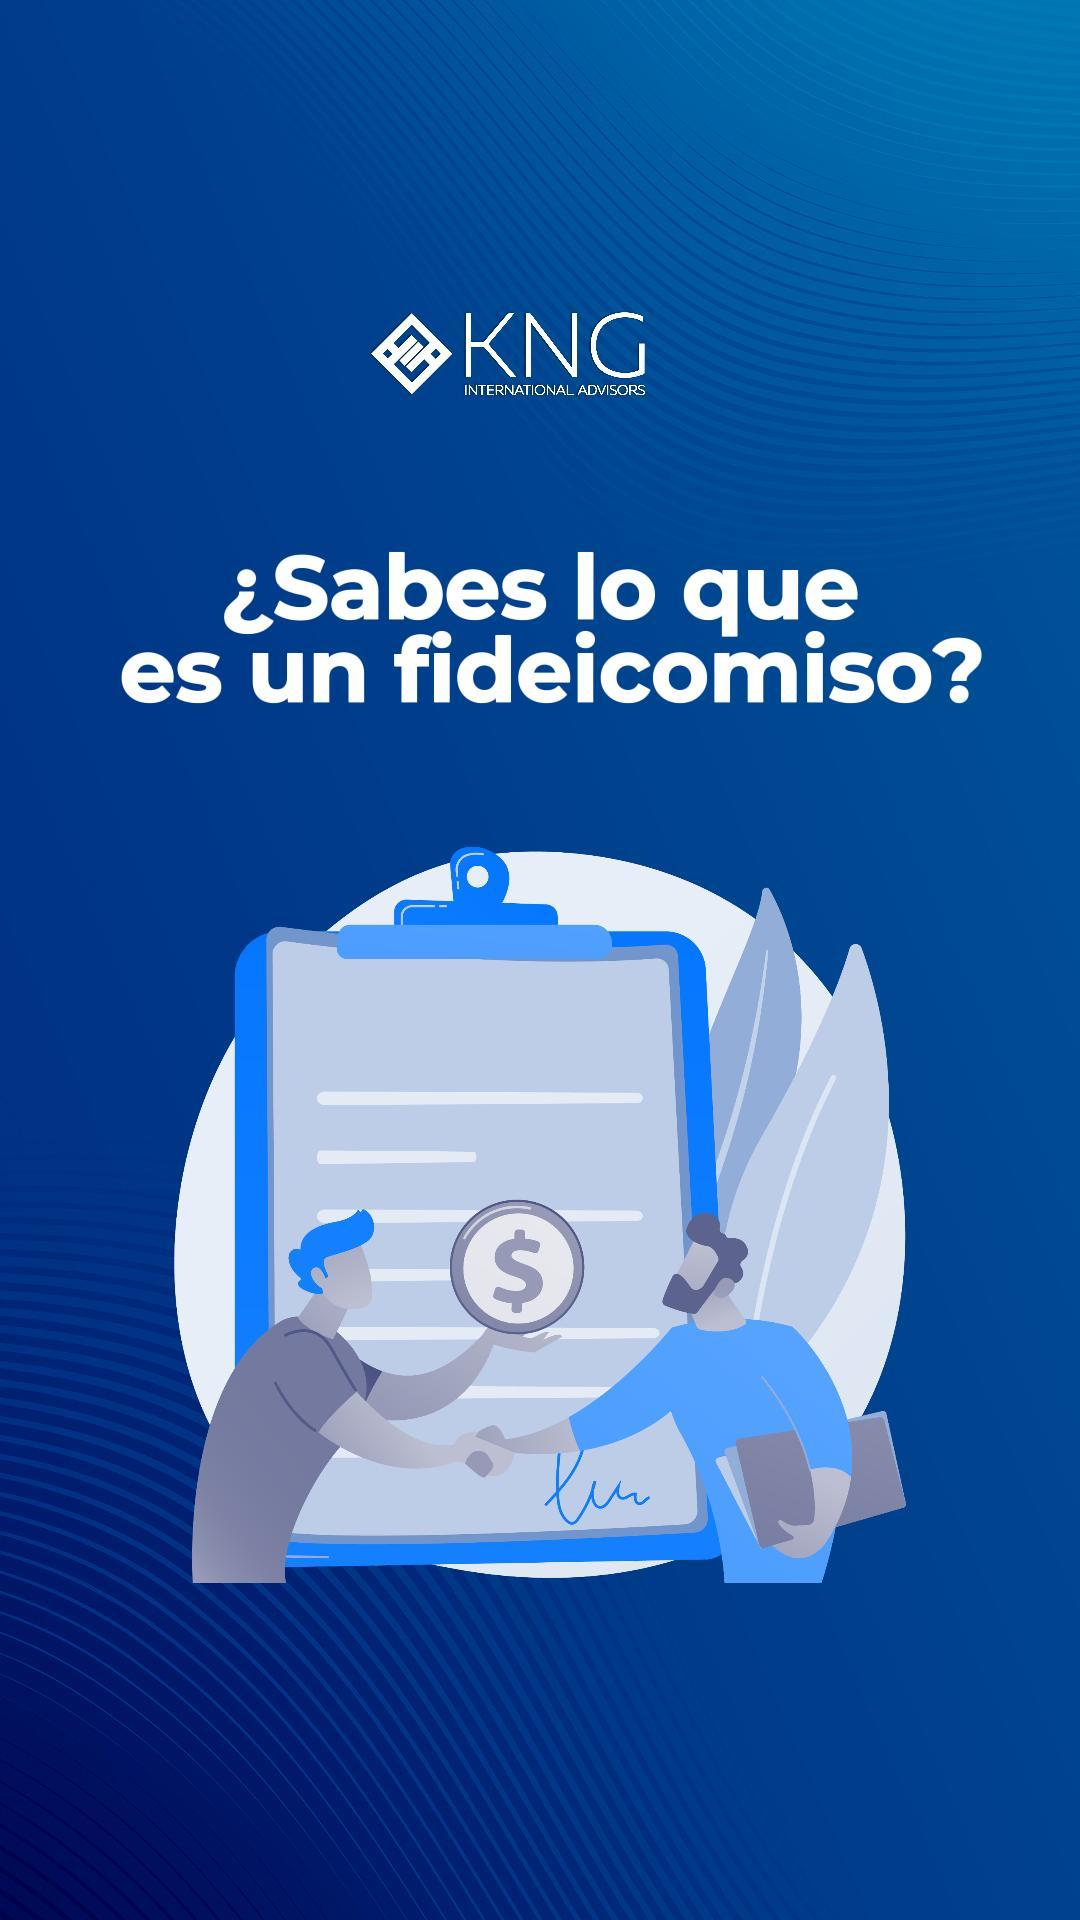 KNG
INTERNATIONAL ADVISORS
¿Sabes lo que
es un fideicomiso?
$